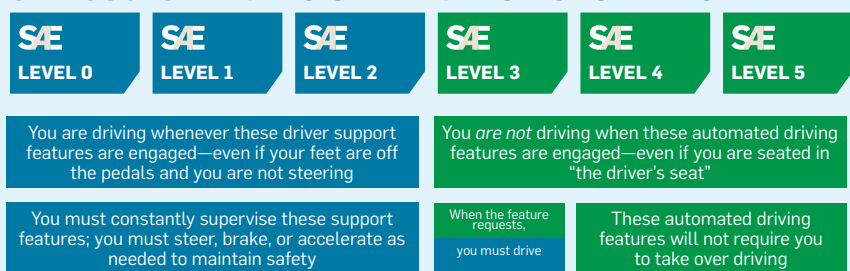 SAE SAE SAE SAE SAE SAE
LEVEL 0 LEVEL 1 LEVEL 2 LEVEL 3 LEVEL 4 LEVEL 5
You are driving whenever these driver support
features are engaged—even if your feet are off
the pedals and you are not steering
You are not driving when these automated driving
features are engaged—even if you are seated in
“the driver’s seat”
You must constantly supervise these support
features; you must steer, brake, or accelerate as
needed to maintain safety
When the feature
requests,
you must drive
These automated driving
features will not require you
to take over driving